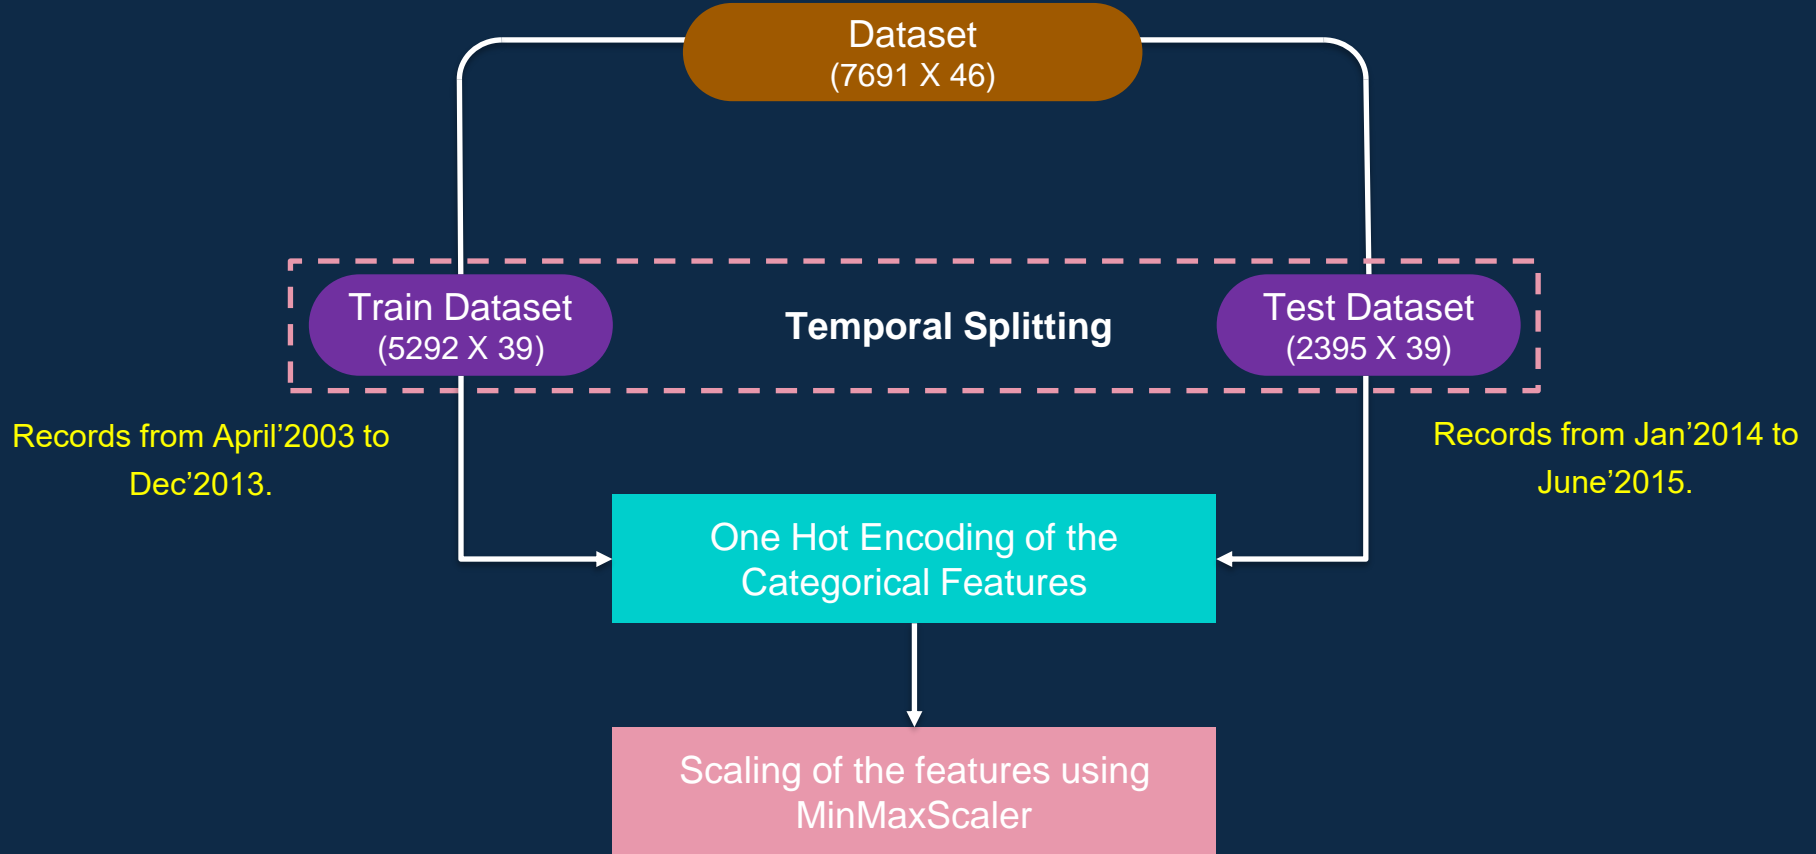 Dataset
(7691 X 46)
Train Dataset
(5292 X 39)
Temporal Splitting
Test Dataset
(2395 X 39)
Records from April’2003 to
Dec’2013.
Records from Jan’2014 to
June’2015.
One Hot Encoding of the
Categorical Features
Scaling of the features using
MinMaxScaler